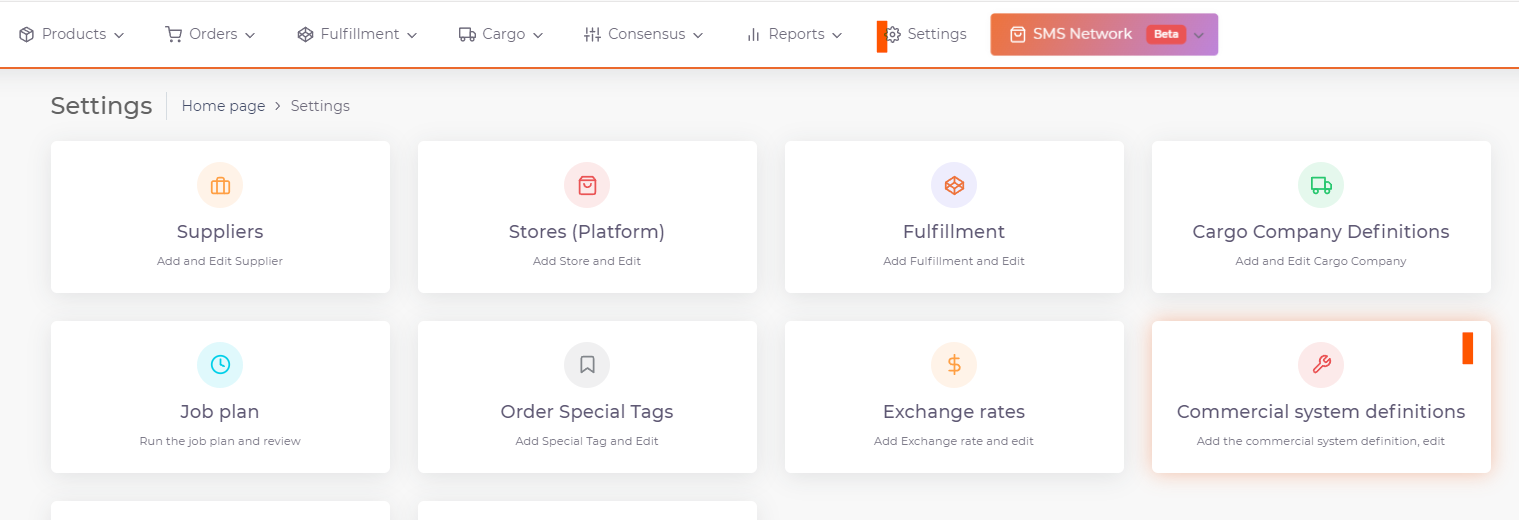 Products Orders Fulfillment Cargo Consensus Reports Settings SMS Network Beta
Settings Home page > Settings
Suppliers Stores (Platform) Fulfillment Cargo Company Definitions
Add and Edit Supplier Add Store and Edit Add Fulfillment and Edit Add and Edit Cargo Company
Job plan Order Special Tags Exchange rates Commercial system definitions
Run the job plan and review Add Special Tag and Edit Add Exchange rate and edit Add the commercial system definition, edit